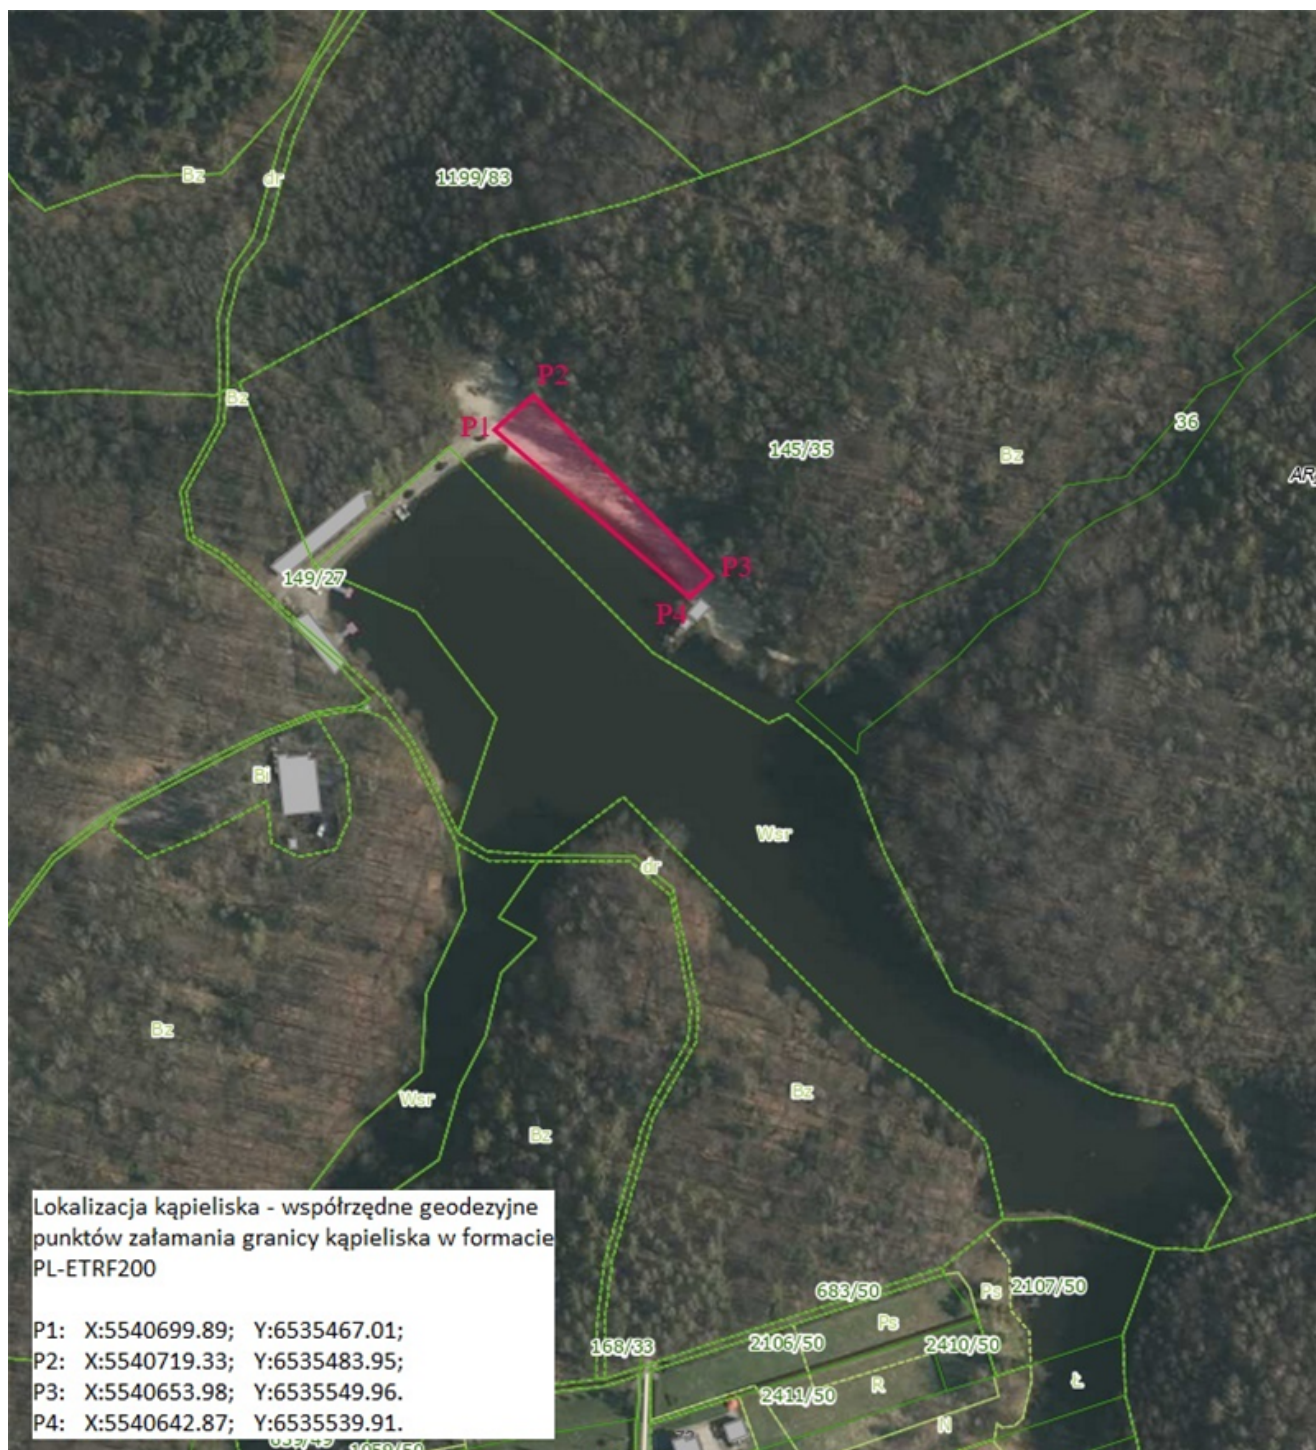 Bz
dr
1199/83
P2
Bz
P1
36
145/35
Bz
AR
P3
149/27
P4
Bi
Wsr
dr
Bz
Bz
Wsr
Bz
Lokalizacja kąpieliska - współrzędne geodezyjne
punktów załamania granicy kąpieliska w formacie
PL-ETRF200
P1: X:5540699.89; Y:6535467.01;
P2: X:5540719.33; Y:6535483.95;
P3: X:5540653.98; Y:6535549.96.
P4: X:5540642.87; Y:6535539.91.
683/50
Ps
2107/50
Ps
168/33
2106/50
2410/50
2411/50
R
Ł
N